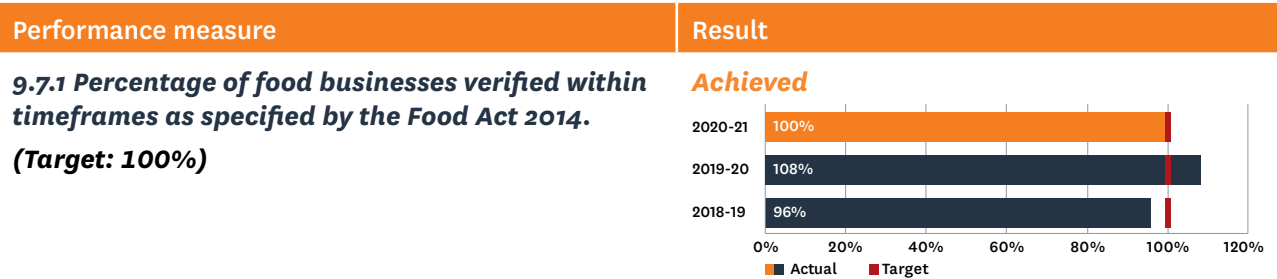 Performance measure
Result
9.7.1 Percentage of food businesses verified within
timeframes as specified by the Food Act 2014.
(Target: 100%)
Achieved
2020-21
100%
2019-20
108%
2018-19
96%
0% 20% 40% 60% 80% 100% 120%
Actual Target